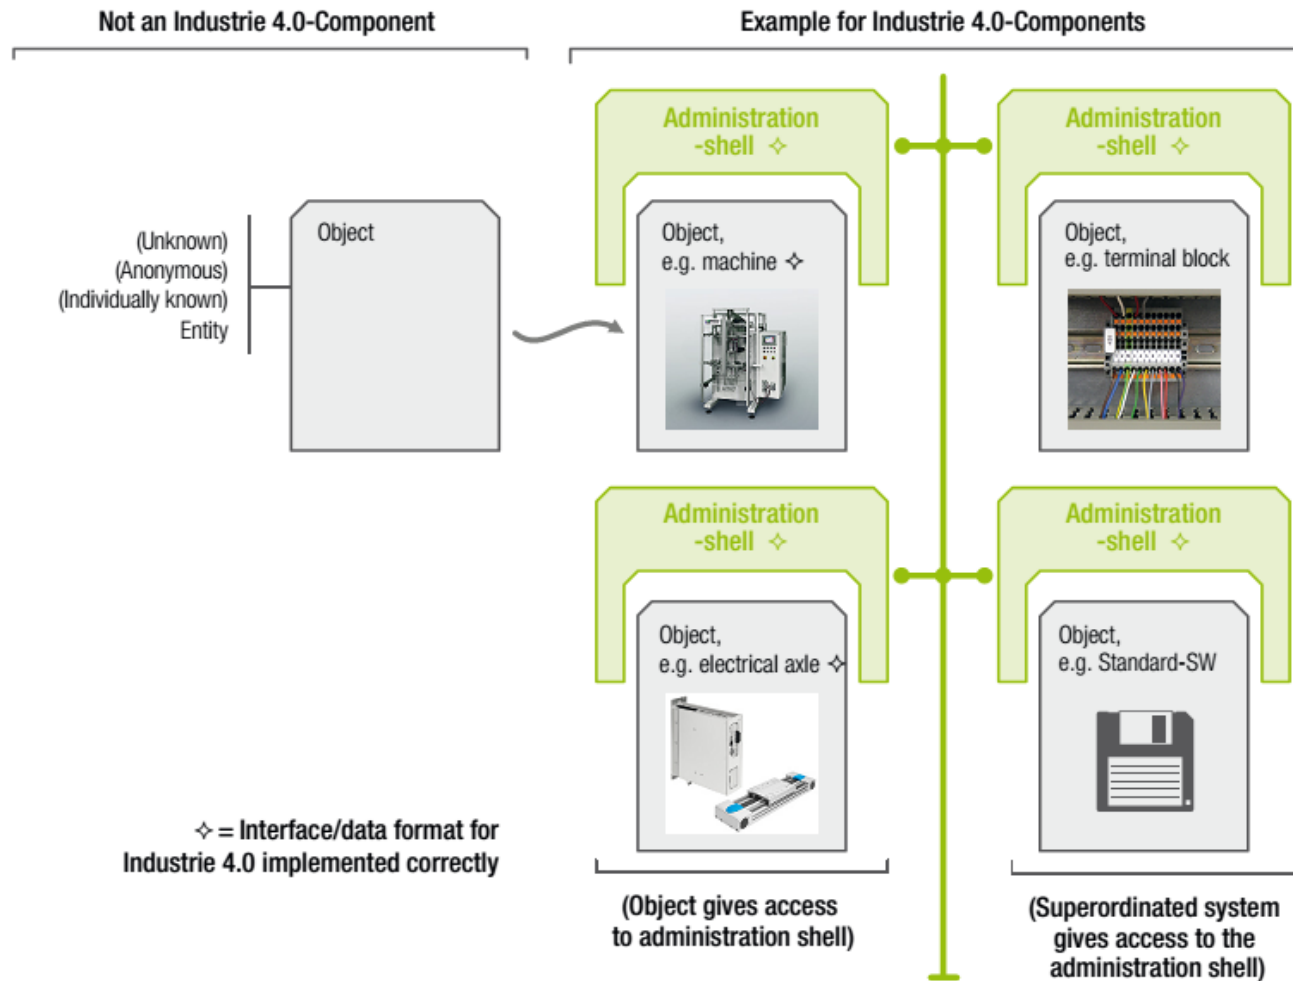 Not an Industrie 4.0-Component
Example for Industrie 4.0-Components
(Unknown)
(Anonymous)
(Individually known)
Entity
Object
Administration
-shell ✧
Object,
e.g. machine ✧
Administration
-shell ✧
Object,
e.g. terminal block
Administration
-shell ✧
Object,
e.g. electrical axle ✧
Administration
-shell ✧
Object,
e.g. Standard-SW
✧ = Interface/data format for
Industrie 4.0 implemented correctly
(Object gives access
to administration shell)
(Superordinated system
gives access to the
administration shell)